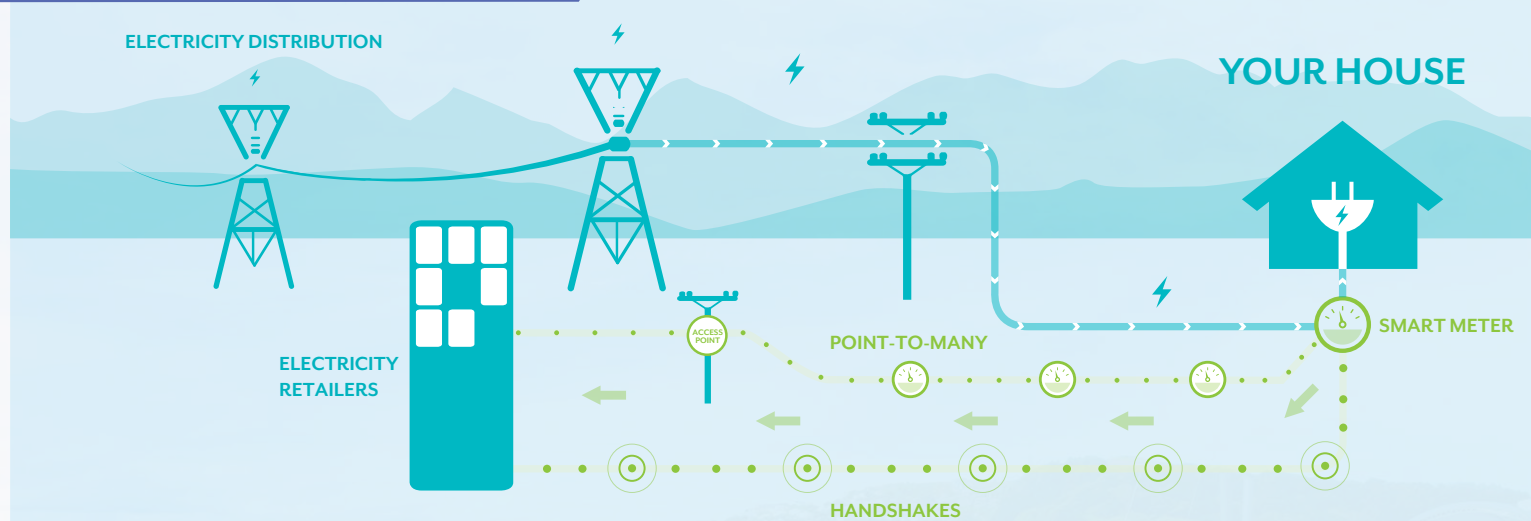 ELECTRICITY DISTRIBUTION
YOUR HOUSE
ACCESS
POINT
POINT-TO-MANY
SMART METER
ELECTRICITY
RETAILERS
HANDSHAKES